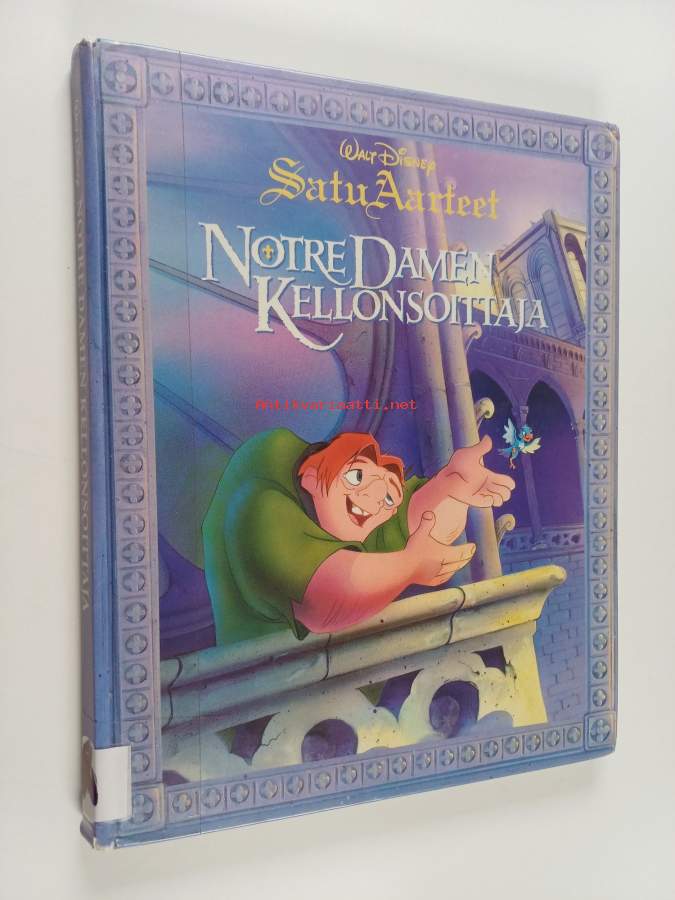 WALT DISNEY
SatuAarteet
NOTRE DAMEN
KELLONSOITTAJA
Antikvariaatti.net
NOTRE DAMEN KELLONSOITTAJA